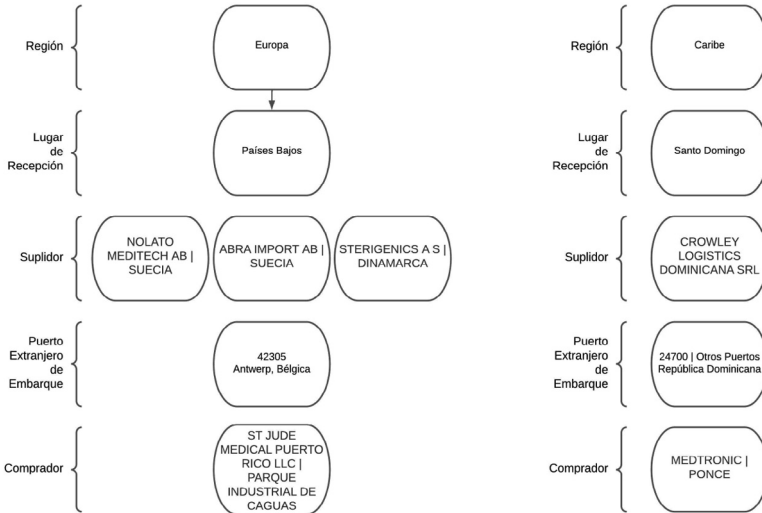 Región
Europa
Lugar
de
Recepción
Países Bajos
Suplidor
NOLATO
MEDITECH AB |
SUECIA
ABRA IMPORT AB |
SUECIA
STERIGENICS A S |
DINAMARCA
Puerto
Extranjero
de
Embarque
42305
Antwerp, Bélgica
Comprador
ST JUDE
MEDICAL PUERTO
RICO LLC |
PARQUE
INDUSTRIAL DE
CAGUAS
Región
Caribe
Lugar
de
Recepción
Santo Domingo
Suplidor
CROWLEY
LOGISTICS
DOMINICANA SRL
Puerto
Extranjero
de
Embarque
24700 | Otros Puertos
República Dominicana
Comprador
MEDTRONIC |
PONCE